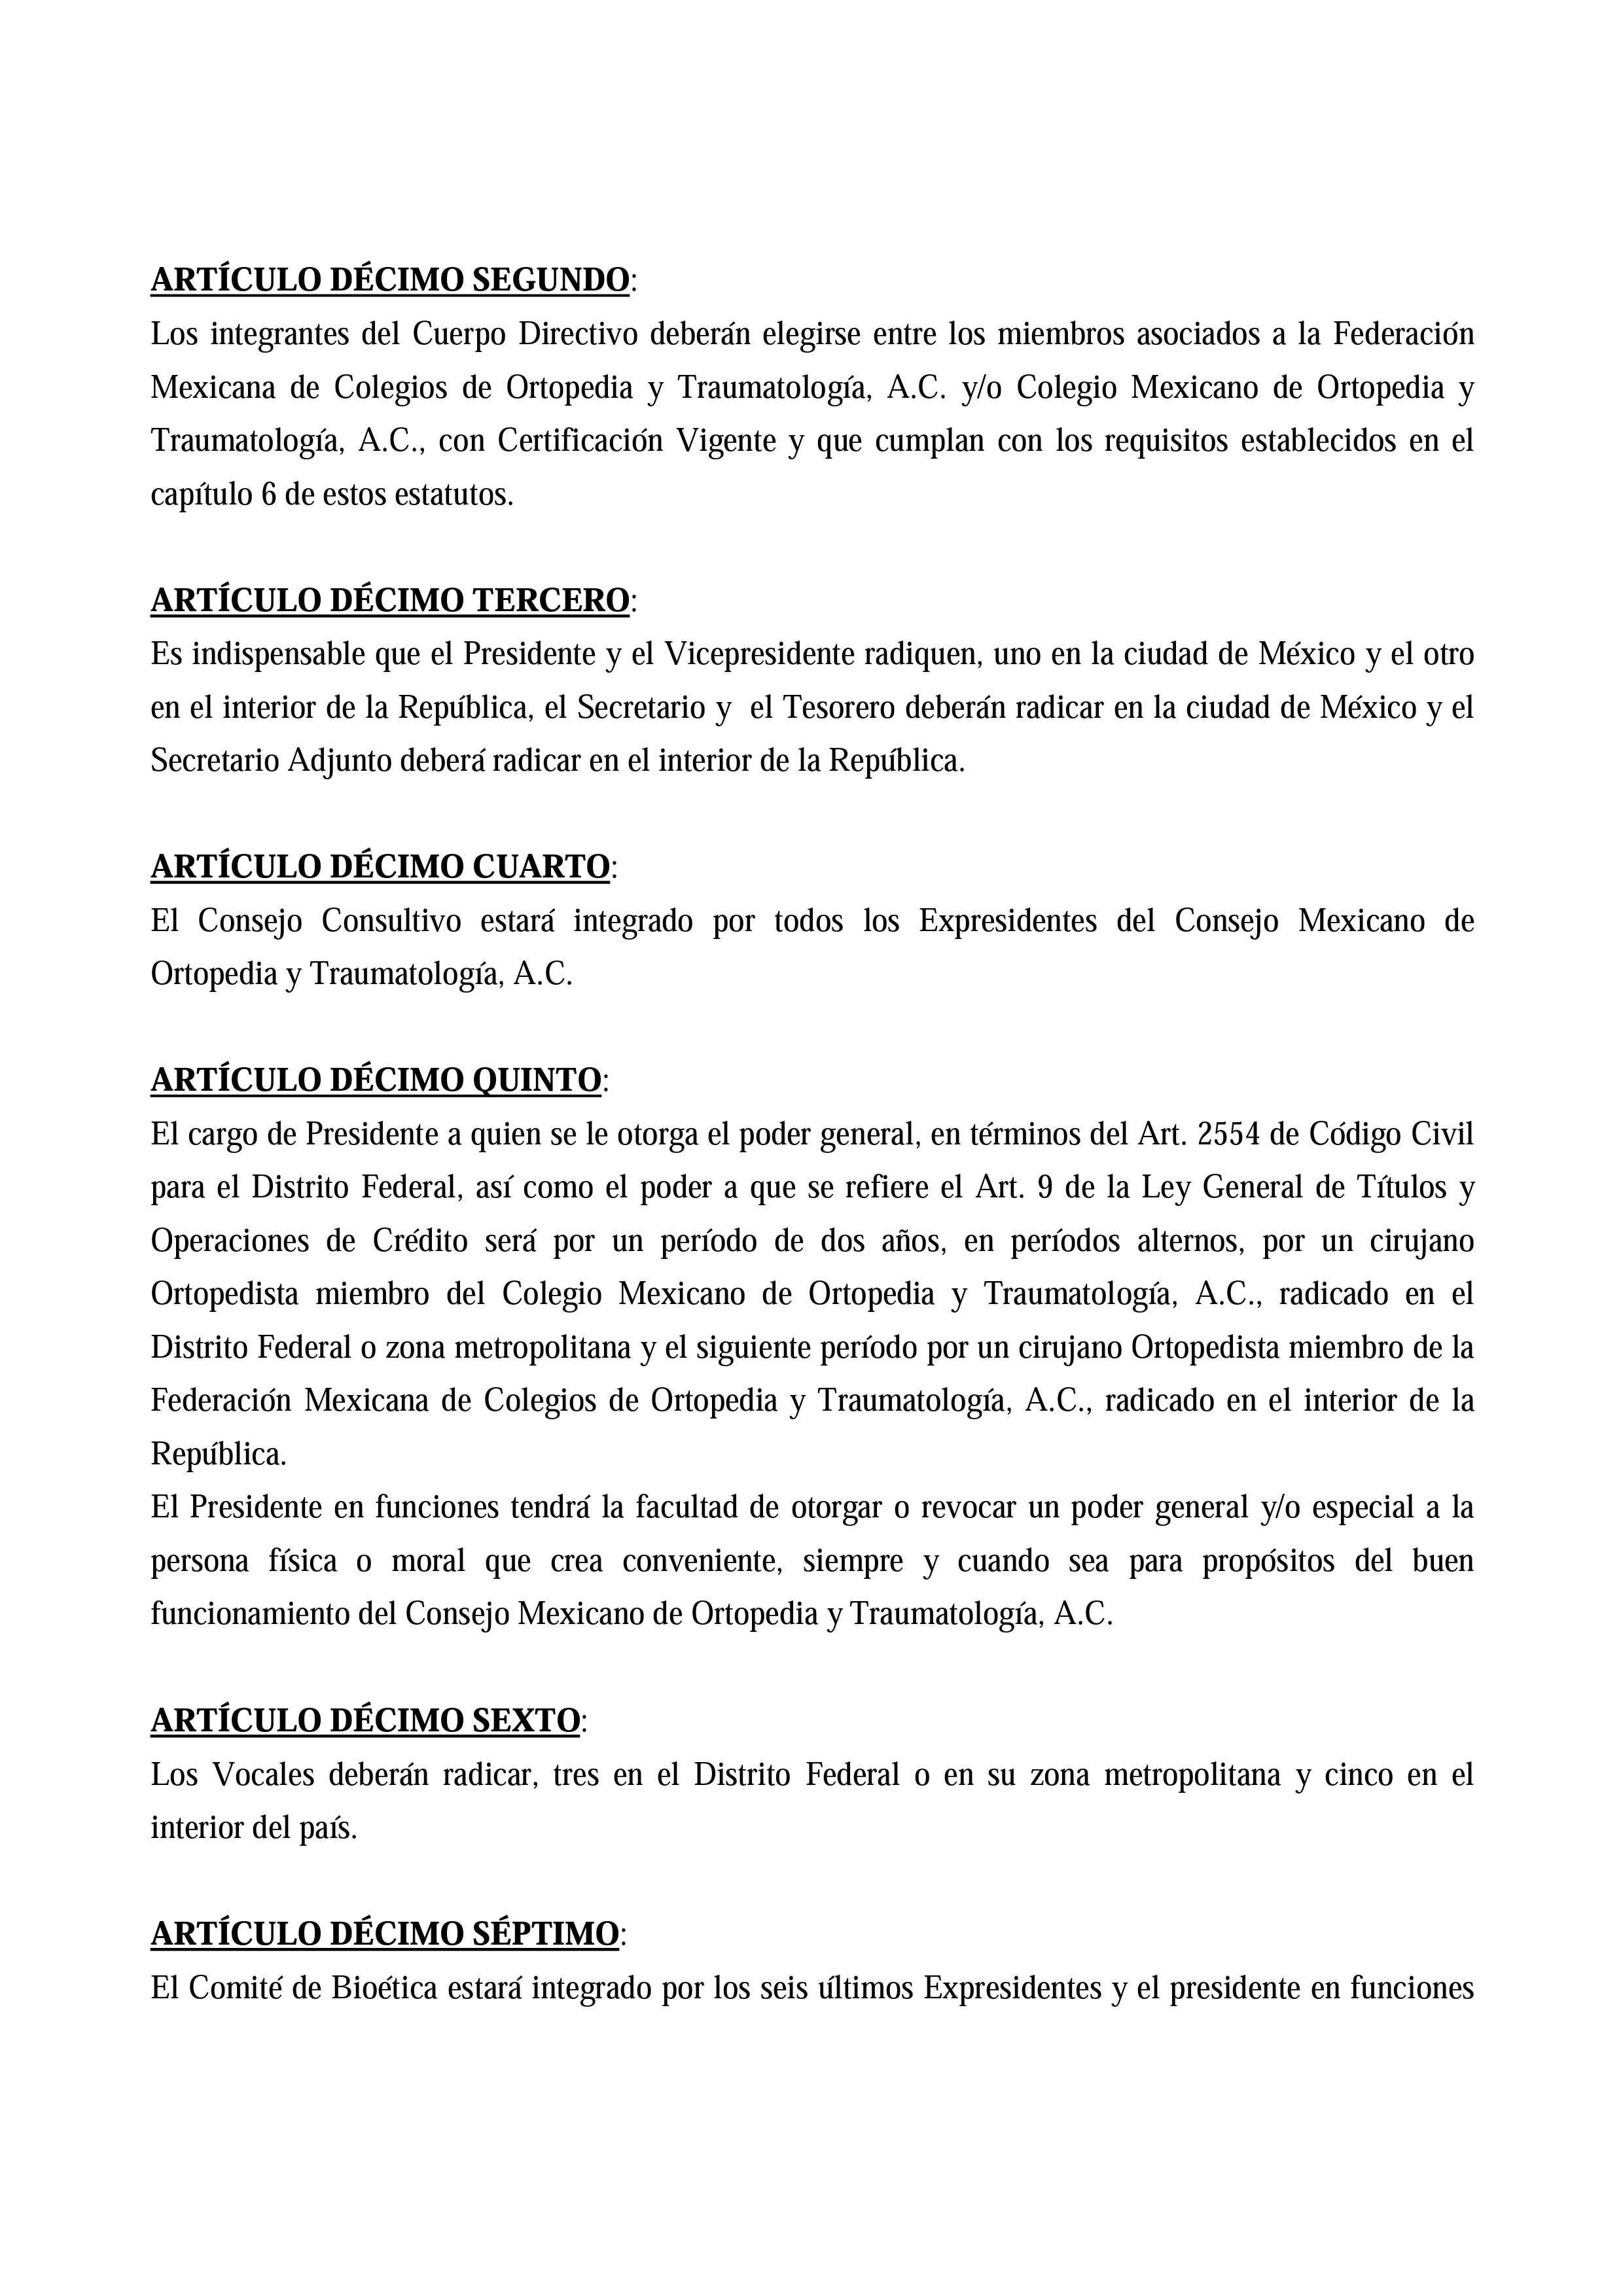 ARTÍCULO DÉCIMO SEGUNDO:
Los integrantes del Cuerpo Directivo deberán elegirse entre los miembros asociados a la Federación
Mexicana de Colegios de Ortopedia y Traumatología, A.C. y/o Colegio Mexicano de Ortopedia y
Traumatología, A.C., con Certificación Vigente y que cumplan con los requisitos establecidos en el
capítulo 6 de estos estatutos.
ARTÍCULO DÉCIMO TERCERO:
Es indispensable que el Presidente y el Vicepresidente radiquen, uno en la ciudad de México y el otro
en el interior de la República, el Secretario y  el Tesorero deberán radicar en la ciudad de México y el
Secretario Adjunto deberá radicar en el interior de la República.
ARTÍCULO DÉCIMO CUARTO:
El Consejo Consultivo estará integrado por todos los Expresidentes del Consejo Mexicano de
Ortopedia y Traumatología, A.C.
ARTÍCULO DÉCIMO QUINTO:
El cargo de Presidente a quien se le otorga el poder general, en términos del Art. 2554 de Código Civil
para el Distrito Federal, así como el poder a que se refiere el Art. 9 de la Ley General de Títulos y
Operaciones de Crédito será por un período de dos años, en períodos alternos, por un cirujano
Ortopedista miembro del Colegio Mexicano de Ortopedia y Traumatología, A.C., radicado en el
Distrito Federal o zona metropolitana y el siguiente período por un cirujano Ortopedista miembro de la
Federación Mexicana de Colegios de Ortopedia y Traumatología, A.C., radicado en el interior de la
República.
El Presidente en funciones tendrá la facultad de otorgar o revocar un poder general y/o especial a la
persona física o moral que crea conveniente, siempre y cuando sea para propósitos del buen
funcionamiento del Consejo Mexicano de Ortopedia y Traumatología, A.C.
ARTÍCULO DÉCIMO SEXTO:
Los Vocales deberán radicar, tres en el Distrito Federal o en su zona metropolitana y cinco en el
interior del país.
ARTÍCULO DÉCIMO SÉPTIMO:
El Comité de Bioética estará integrado por los seis últimos Expresidentes y el presidente en funciones